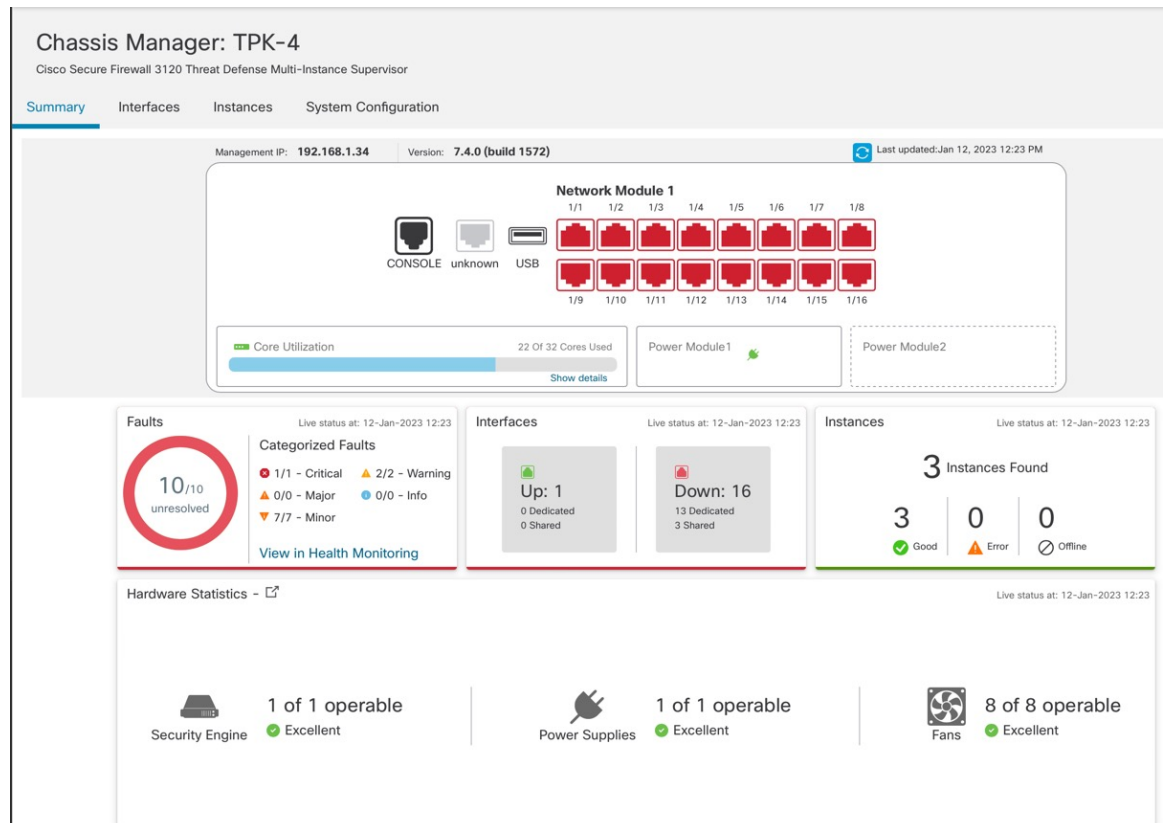 Chassis Manager: TPK-4
Cisco Secure Firewall 3120 Threat Defense Multi-Instance Supervisor
Summary Interfaces Instances System Configuration
Management IP: 192.168.1.34 Version: 7.4.0 (build 1572) Last updated:Jan 12, 2023 12:23 PM
Network Module 1
1/1 1/2 1/3 1/4 1/5 1/6 1/7 1/8
CONSOLE unknown USB
1/9 1/10 1/11 1/12 1/13 1/14 1/15 1/16
Core Utilization 22 Of 32 Cores Used
Show details
Power Module1
Power Module2
Faults Live status at: 12-Jan-2023 12:23
10/10
unresolved
Categorized Faults
1/1 - Critical 2/2 - Warning
0/0 - Major 0/0 - Info
7/7 - Minor
View in Health Monitoring
Interfaces Live status at: 12-Jan-2023 12:23
Up: 1
0 Dedicated
0 Shared
Down: 16
13 Dedicated
3 Shared
Instances Live status at: 12-Jan-2023 12:23
3 Instances Found
3 0 0
Good Error Offline
Hardware Statistics - Live status at: 12-Jan-2023 12:23
Security Engine
1 of 1 operable
Excellent
Power Supplies
1 of 1 operable
Excellent
Fans
8 of 8 operable
Excellent